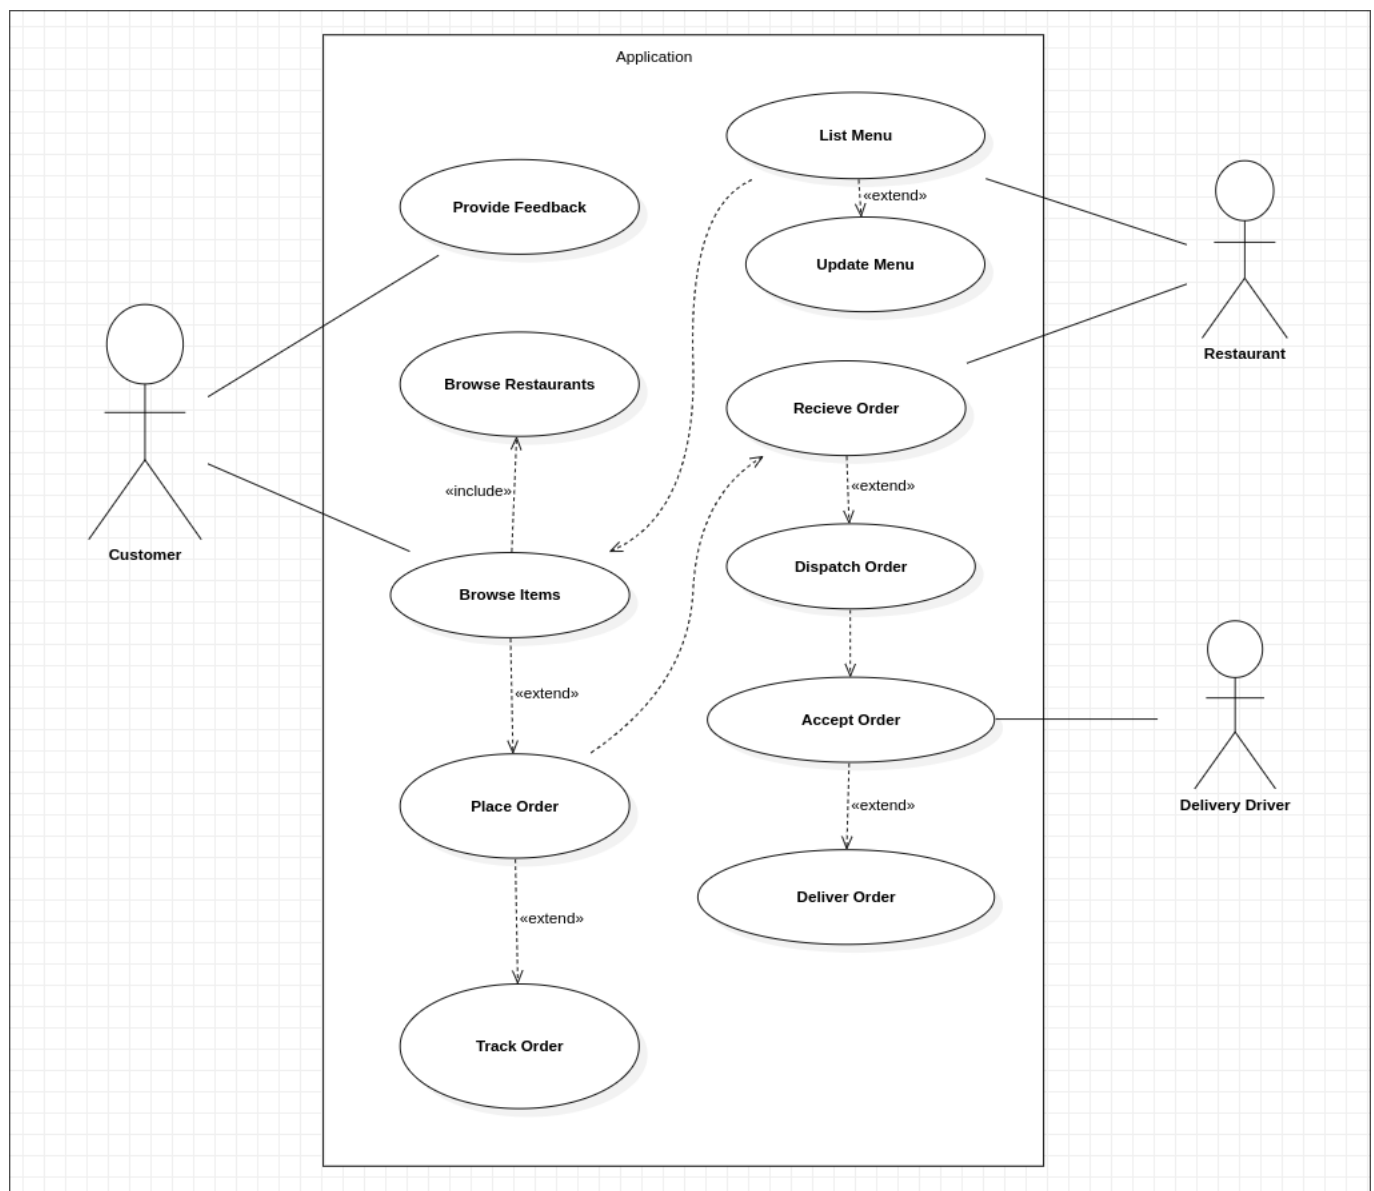 Application
List Menu
«extend»
Provide Feedback
Update Menu
Restaurant
Browse Restaurants
Recieve Order
«include»
«extend»
Customer
Dispatch Order
Browse Items
«extend»
Accept Order
Place Order
«extend»
Delivery Driver
Deliver Order
«extend»
Track Order